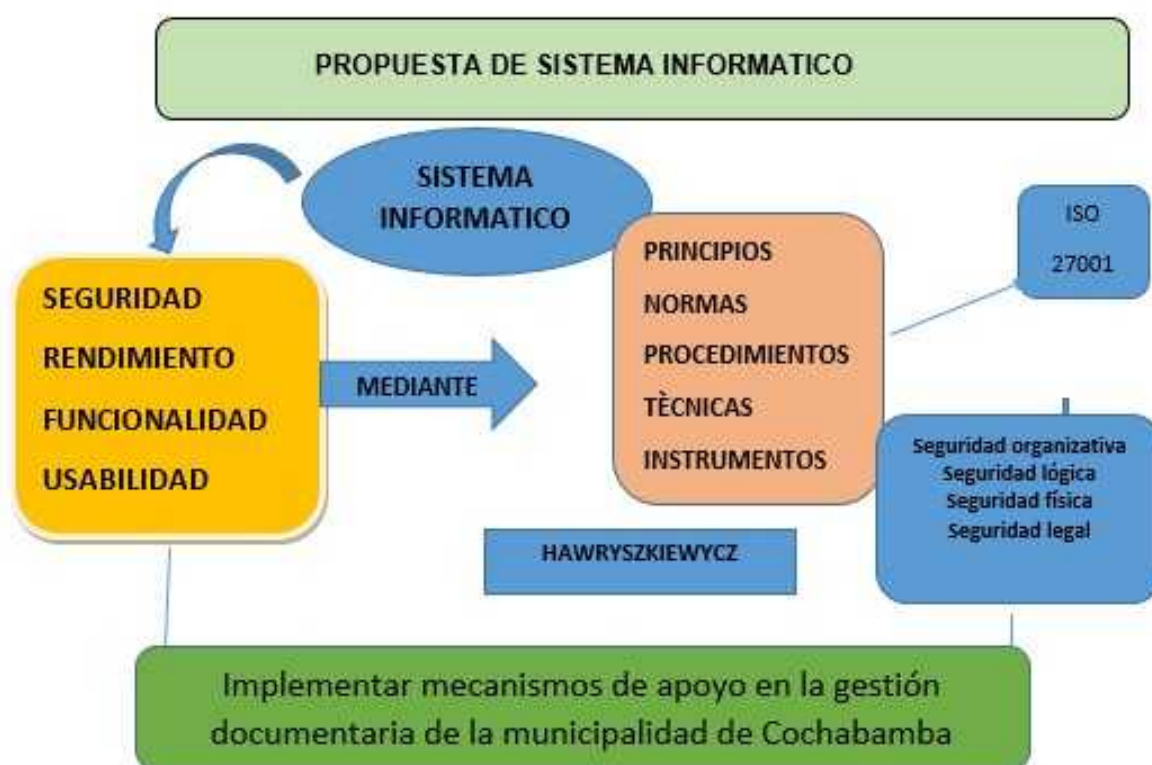 PROPUESTA DE SISTEMA INFORMATICO
SISTEMA
INFORMATICO
SEGURIDAD
RENDIMIENTO
FUNCIONALIDAD
USABILIDAD
MEDIANTE
PRINCIPIOS
NORMAS
PROCEDIMIENTOS
TÈCNICAS
INSTRUMENTOS
ISO
27001
Seguridad organizativa
Seguridad lógica
Seguridad física
Seguridad legal
HAWRYSZKIEWYCZ
Implementar mecanismos de apoyo en la gestión
documentaria de la municipalidad de Cochabamba